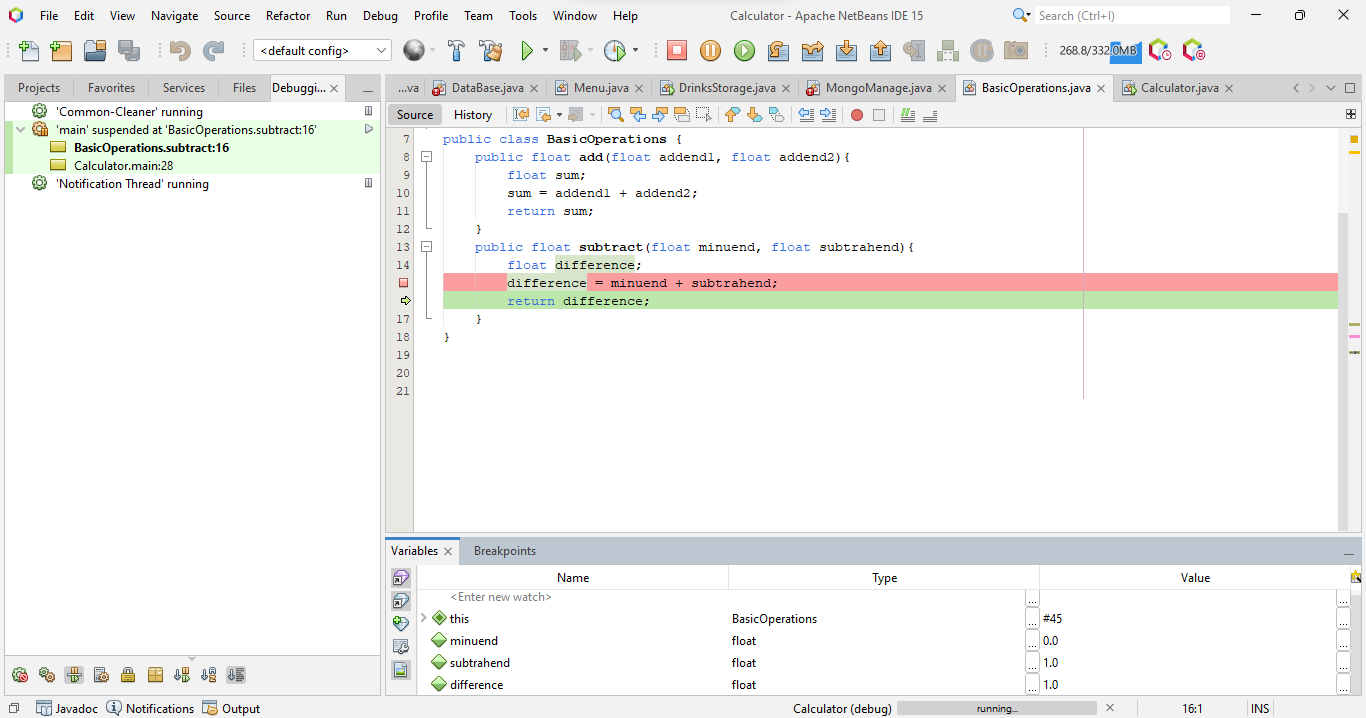 File Edit View Navigate Source Refactor Run Debug Profile Team Tools Window Help Calculator - Apache NetBeans IDE 15 Search (Ctrl+I)
<default config> 268.8/332.0MB
Projects Favorites Services Files Debuggi... ...va DataBase.java Menu.java DrinksStorage.java MongoManage.java BasicOperations.java Calculator.java
'Common-Cleaner' running
'main' suspended at 'BasicOperations.subtract:16'
BasicOperations.subtract:16
Calculator.main:28
'Notification Thread' running
Source History
7 public class BasicOperations {
8 public float add(float addend1, float addend2){
9 float sum;
10 sum = addend1 + addend2;
11 return sum;
12 }
13 public float subtract(float minuend, float subtrahend){
14 float difference;
difference = minuend + subtrahend;
return difference;
17 }
18 }
19
20
21
Variables Breakpoints
Name Type Value
<Enter new watch> ... ...
this BasicOperations ... #45 ...
minuend float ... 0.0 ...
subtrahend float ... 1.0 ...
difference float ... 1.0 ...
Javadoc Notifications Output Calculator (debug) running... 16:1 INS